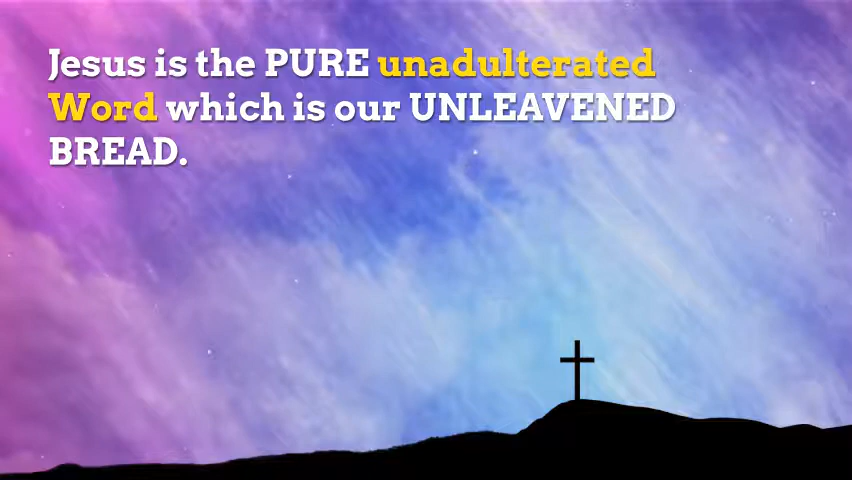 Jesus is the PURE unadulterated
Word which is our UNLEAVENED
BREAD.